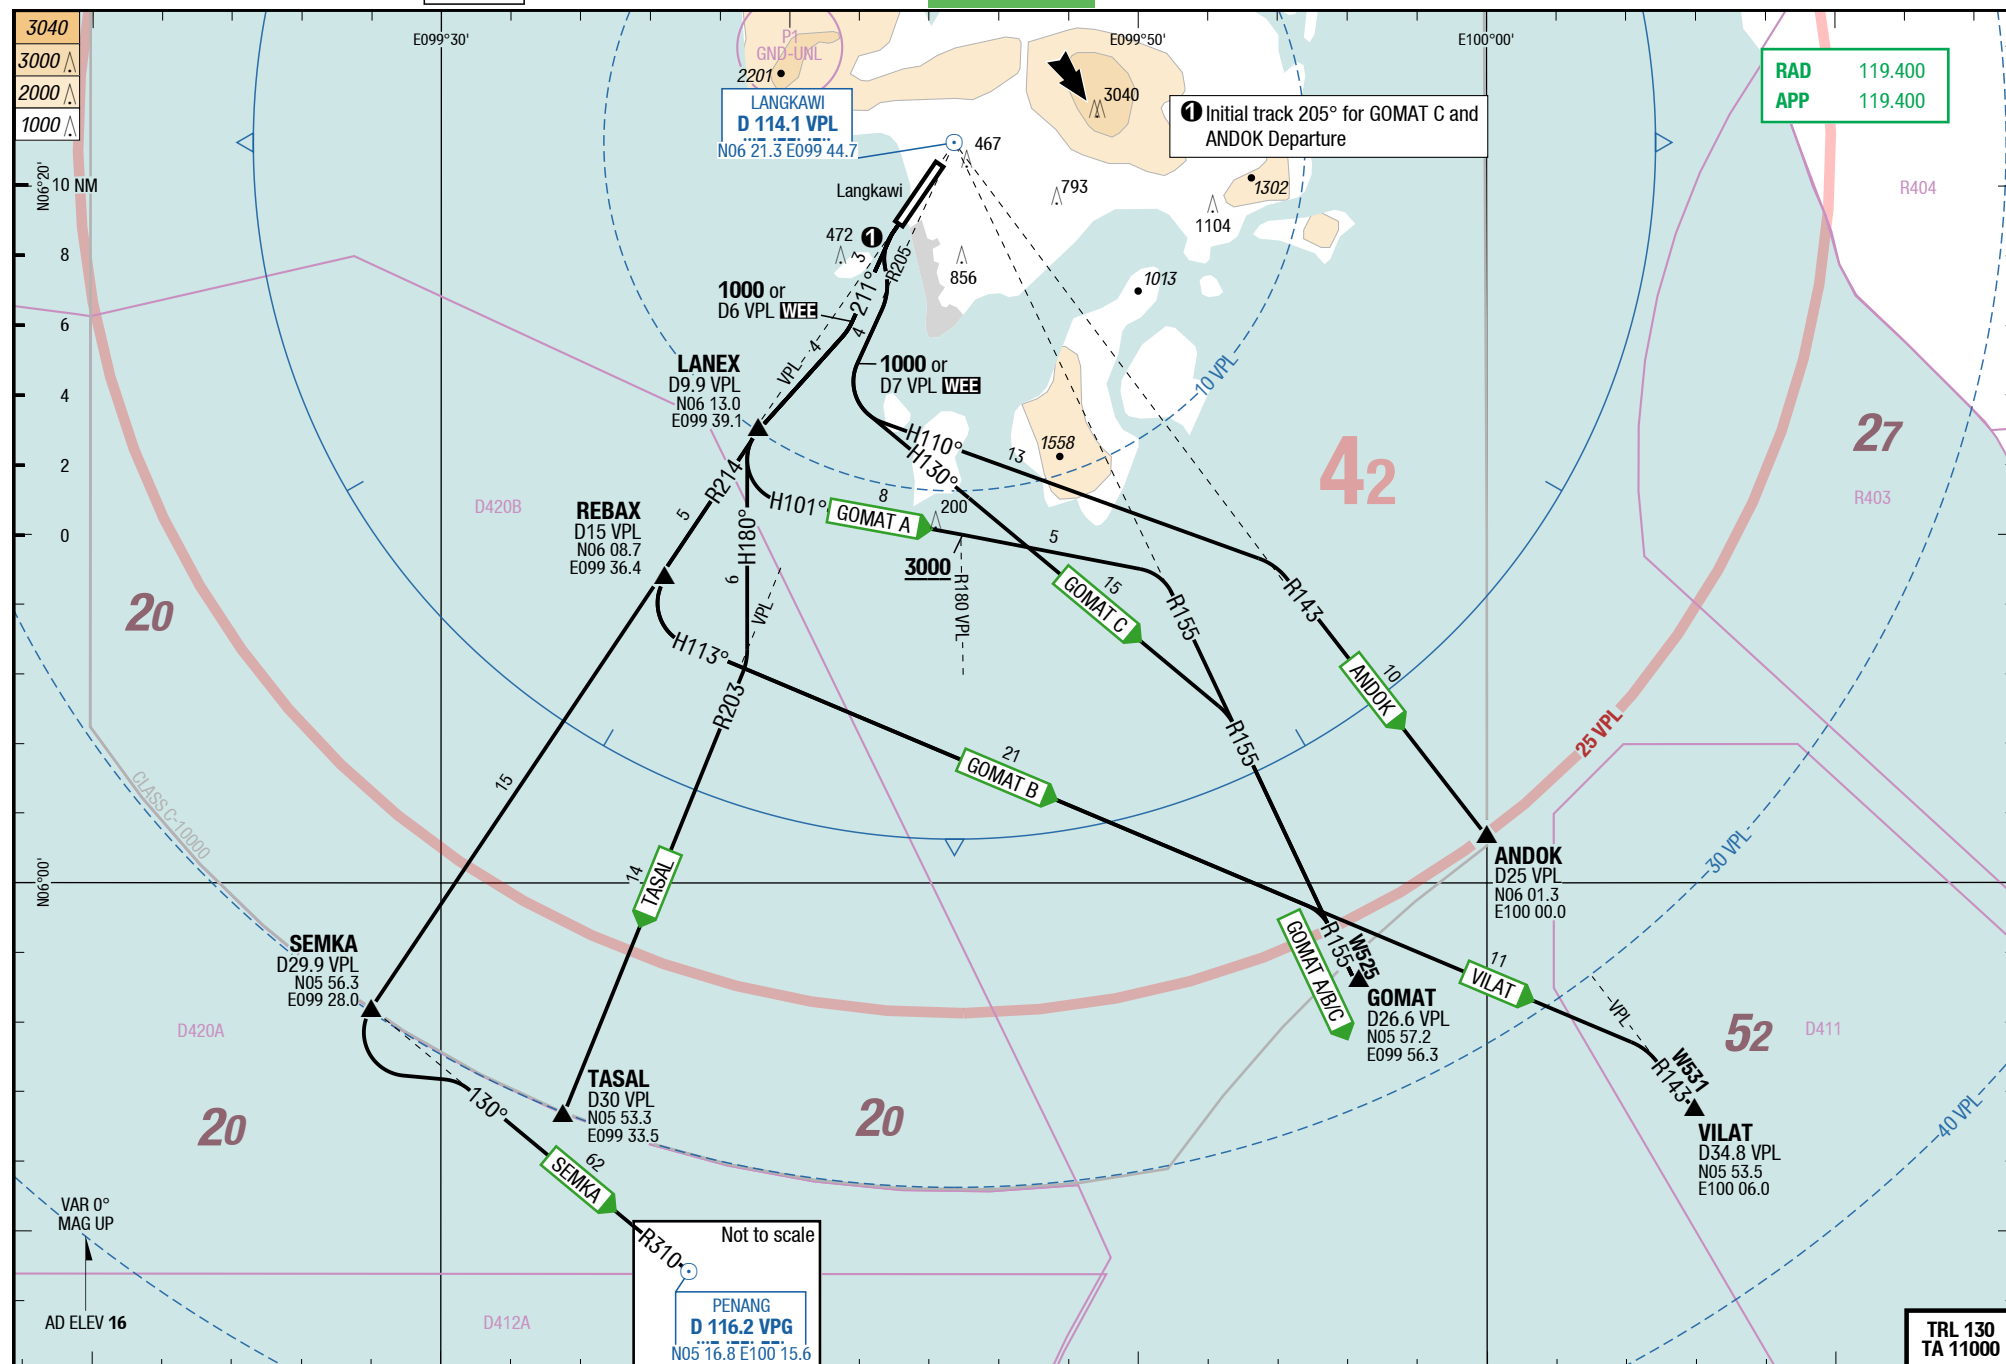 3040
3000
2000
1000
E099°30'
P1
GND-UNL
2201
E099°50'
E100°00'
3040
RAD 119.400
APP 119.400
LANGKAWI
D 114.1 VPL
N06 21.3 E099 44.7
1 Initial track 205° for GOMAT C and
ANDOK Departure
467
793
1302
1104
R404
N06°20'
10 NM
8
6
4
2
0
Langkawi
472
1
3
R205
856
1013
1000 or
D6 VPL WEE
211°
4
4
VPL
1000 or
D7 VPL WEE
10 VPL
LANEX
D9.9 VPL
N06 13.0
E099 39.1
H110°
H130°
13
1558
42
27
R403
D420B
R214
5
H101°
8
GOMAT A
200
5
REBAX
D15 VPL
N06 08.7
E099 36.4
H180°
6
3000
R180 VPL
15
GOMAT C
R155
R143
20
VPL
H113°
R203
10
ANDOK
R155
25 VPL
21
GOMAT B
15
CLASS C-10000
14
TASAL
30 VPL
N06°00'
ANDOK
D25 VPL
N06 01.3
E100 00.0
SEMKA
D29.9 VPL
N05 56.3
E099 28.0
GOMAT A/B/C
R155
W525
11
VILAT
GOMAT
D26.6 VPL
N05 57.2
E099 56.3
VPL
52
D411
D420A
W531
R143
TASAL
D30 VPL
N05 53.3
E099 33.5
130°
20
20
40 VPL
VILAT
D34.8 VPL
N05 53.5
E100 06.0
62
SEMKA
VAR 0°
MAG UP
R310
Not to scale
PENANG
D 116.2 VPG
N05 16.8 E100 15.6
AD ELEV 16
D412A
TRL 130
TA 11000